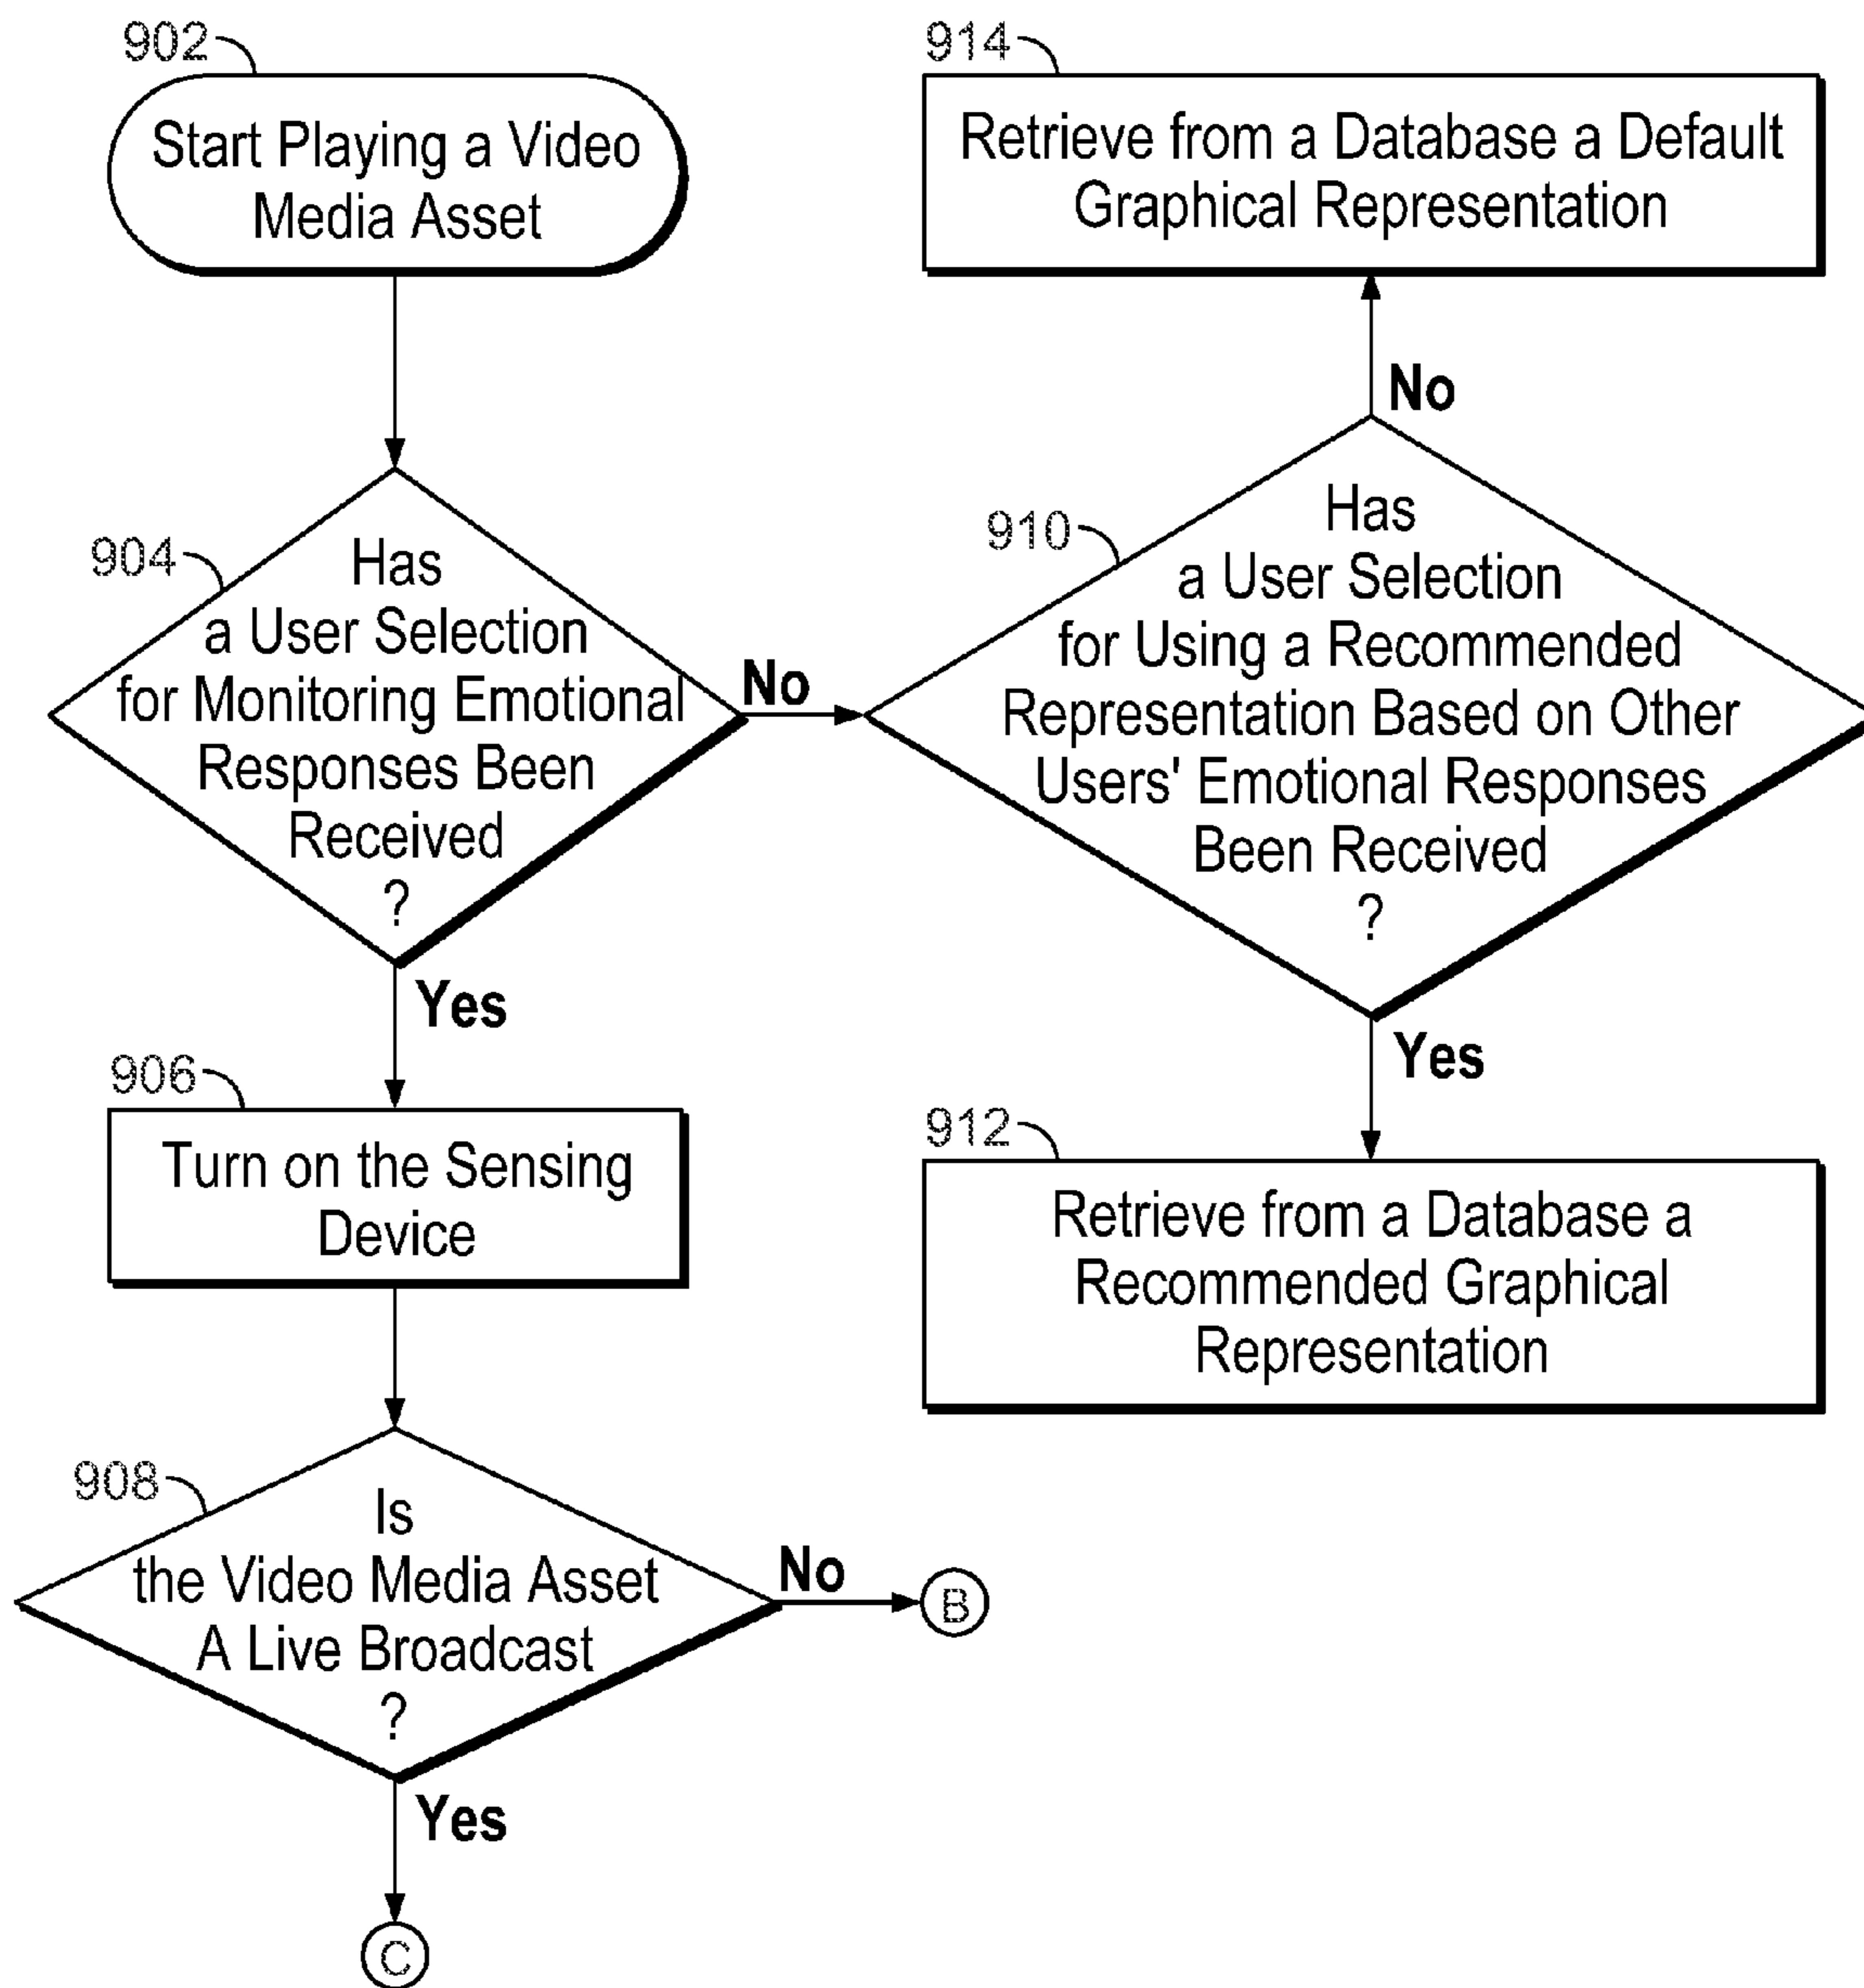 902
Start Playing a Video
Media Asset
904
Has
a User Selection
for Monitoring Emotional
Responses Been
Received
?
No
Yes
906
Turn on the Sensing
Device
908
Is
the Video Media Asset
A Live Broadcast
?
No
B
Yes
C
914
Retrieve from a Database a Default
Graphical Representation
No
910
Has
a User Selection
for Using a Recommended
Representation Based on Other
Users' Emotional Responses
Been Received
?
Yes
912
Retrieve from a Database a
Recommended Graphical
Representation